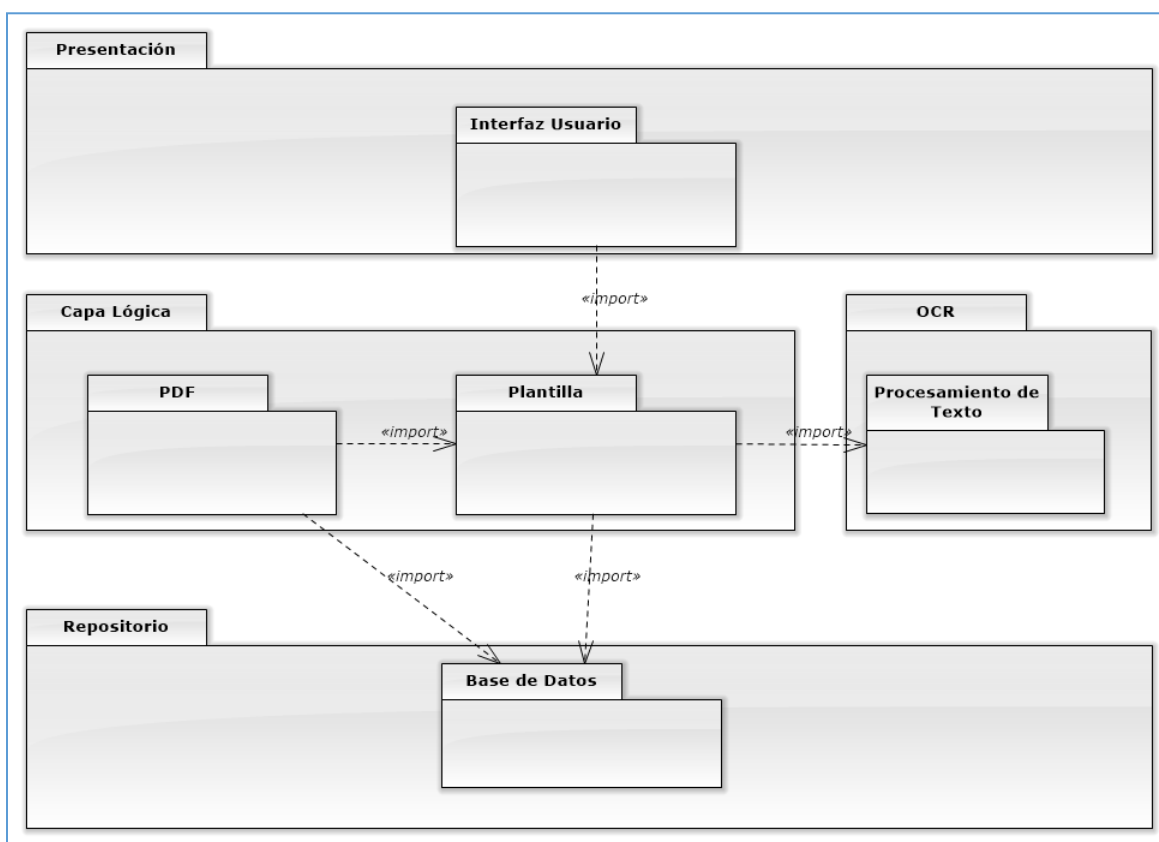 Presentación
Interfaz Usuario
«import»
Capa Lógica
OCR
PDF
Plantilla
Procesamiento de
Texto
«import»
«import»
«import»
«import»
Repositorio
Base de Datos